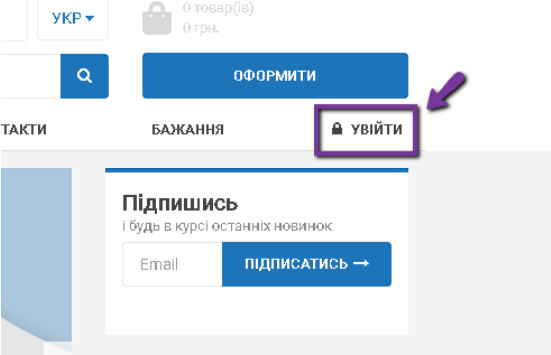 УКР
0 товар(ів)
0 грн.
ОФОРМИТИ
ТАКТИ
БАЖАННЯ
УВІЙТИ
Підпишись
і будь в курсі останніх новинок
Email
ПІДПИСАТИСЬ →